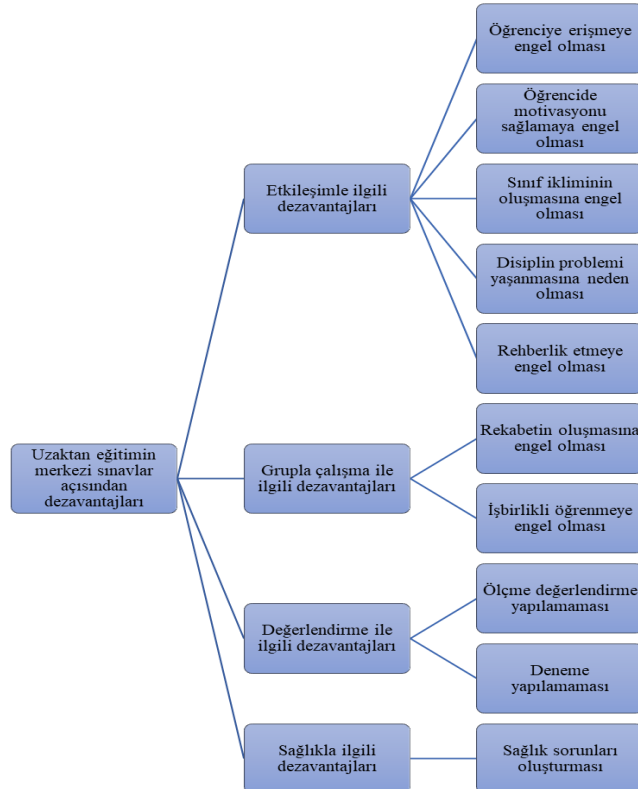 Uzaktan eğitimin
merkezi sınavlar
açısından
dezavantajları
Etkileşimle ilgili
dezavantajları
Öğrenciye erişmeye
engel olması
Öğrencide
motivasyonu
sağlamaya engel
olması
Sınıf ikliminin
oluşmasına engel
olması
Disiplin problemi
yaşanmasına neden
olması
Rehberlik etmeye
engel olması
Grupla çalışma ile
ilgili dezavantajları
Rekabetin oluşmasına
engel olması
İşbirlikli öğrenmeye
engel olması
Değerlendirme ile
ilgili dezavantajları
Ölçme değerlendirme
yapılamaması
Deneme
yapılamaması
Sağlıkla ilgili
dezavantajları
Sağlık sorunları
oluşturması